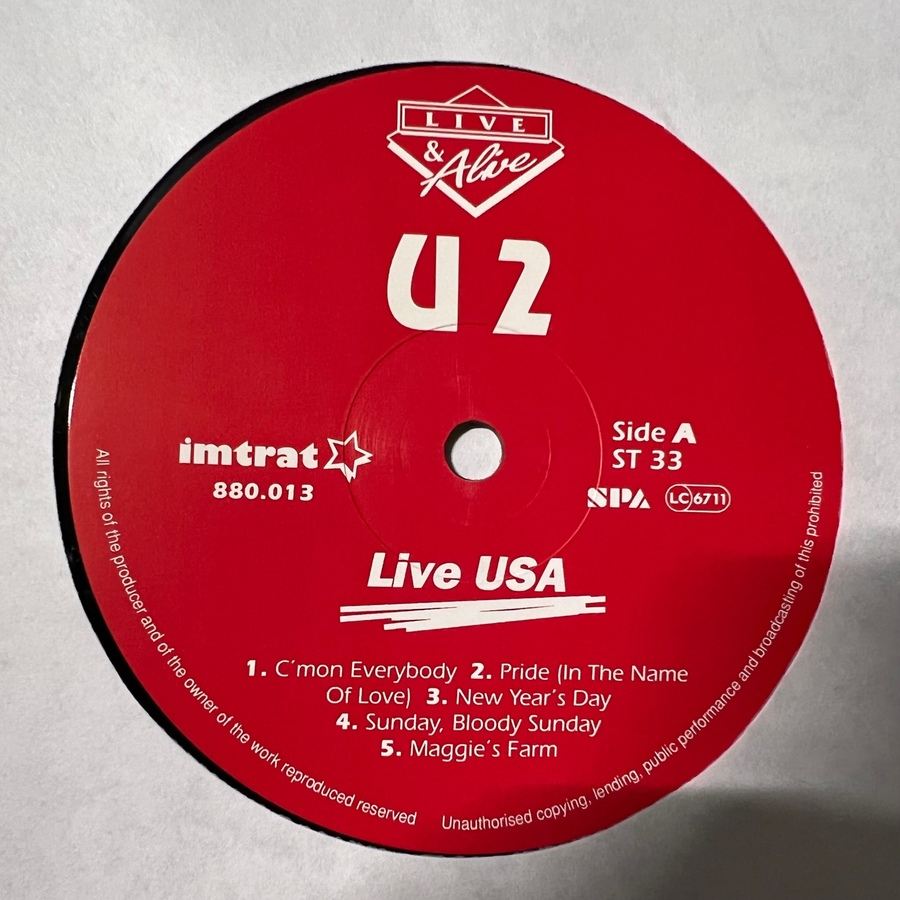 LIVE
& Alive
U2
imtrat
880.013
Side A
ST 33
SPA LC 6711
Live USA
1. C´mon Everybody 2. Pride (In The Name
Of Love) 3. New Year´s Day
4. Sunday, Bloody Sunday
5. Maggie´s Farm
All rights of the producer and of the owner of the work reproduced reserved
Unauthorised copying, lending, public performance and broadcasting of this prohibited